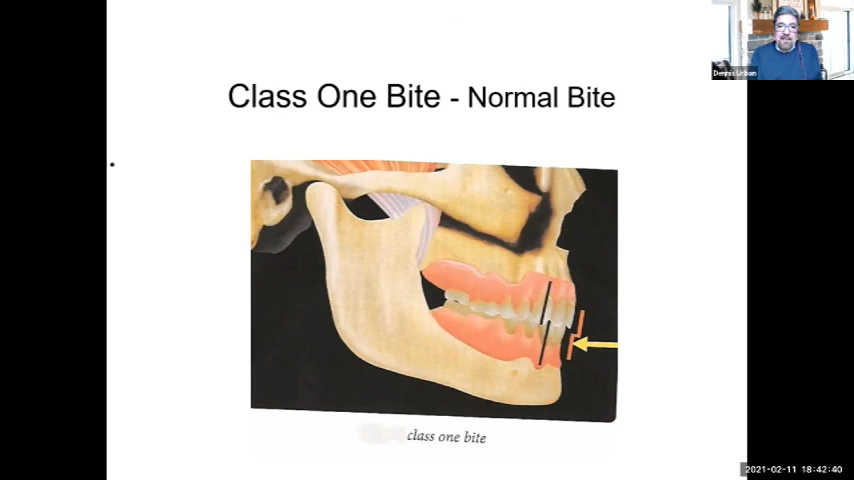 Dennis Urban
Class One Bite - Normal Bite
class one bite
2021-02-11 18:42:40